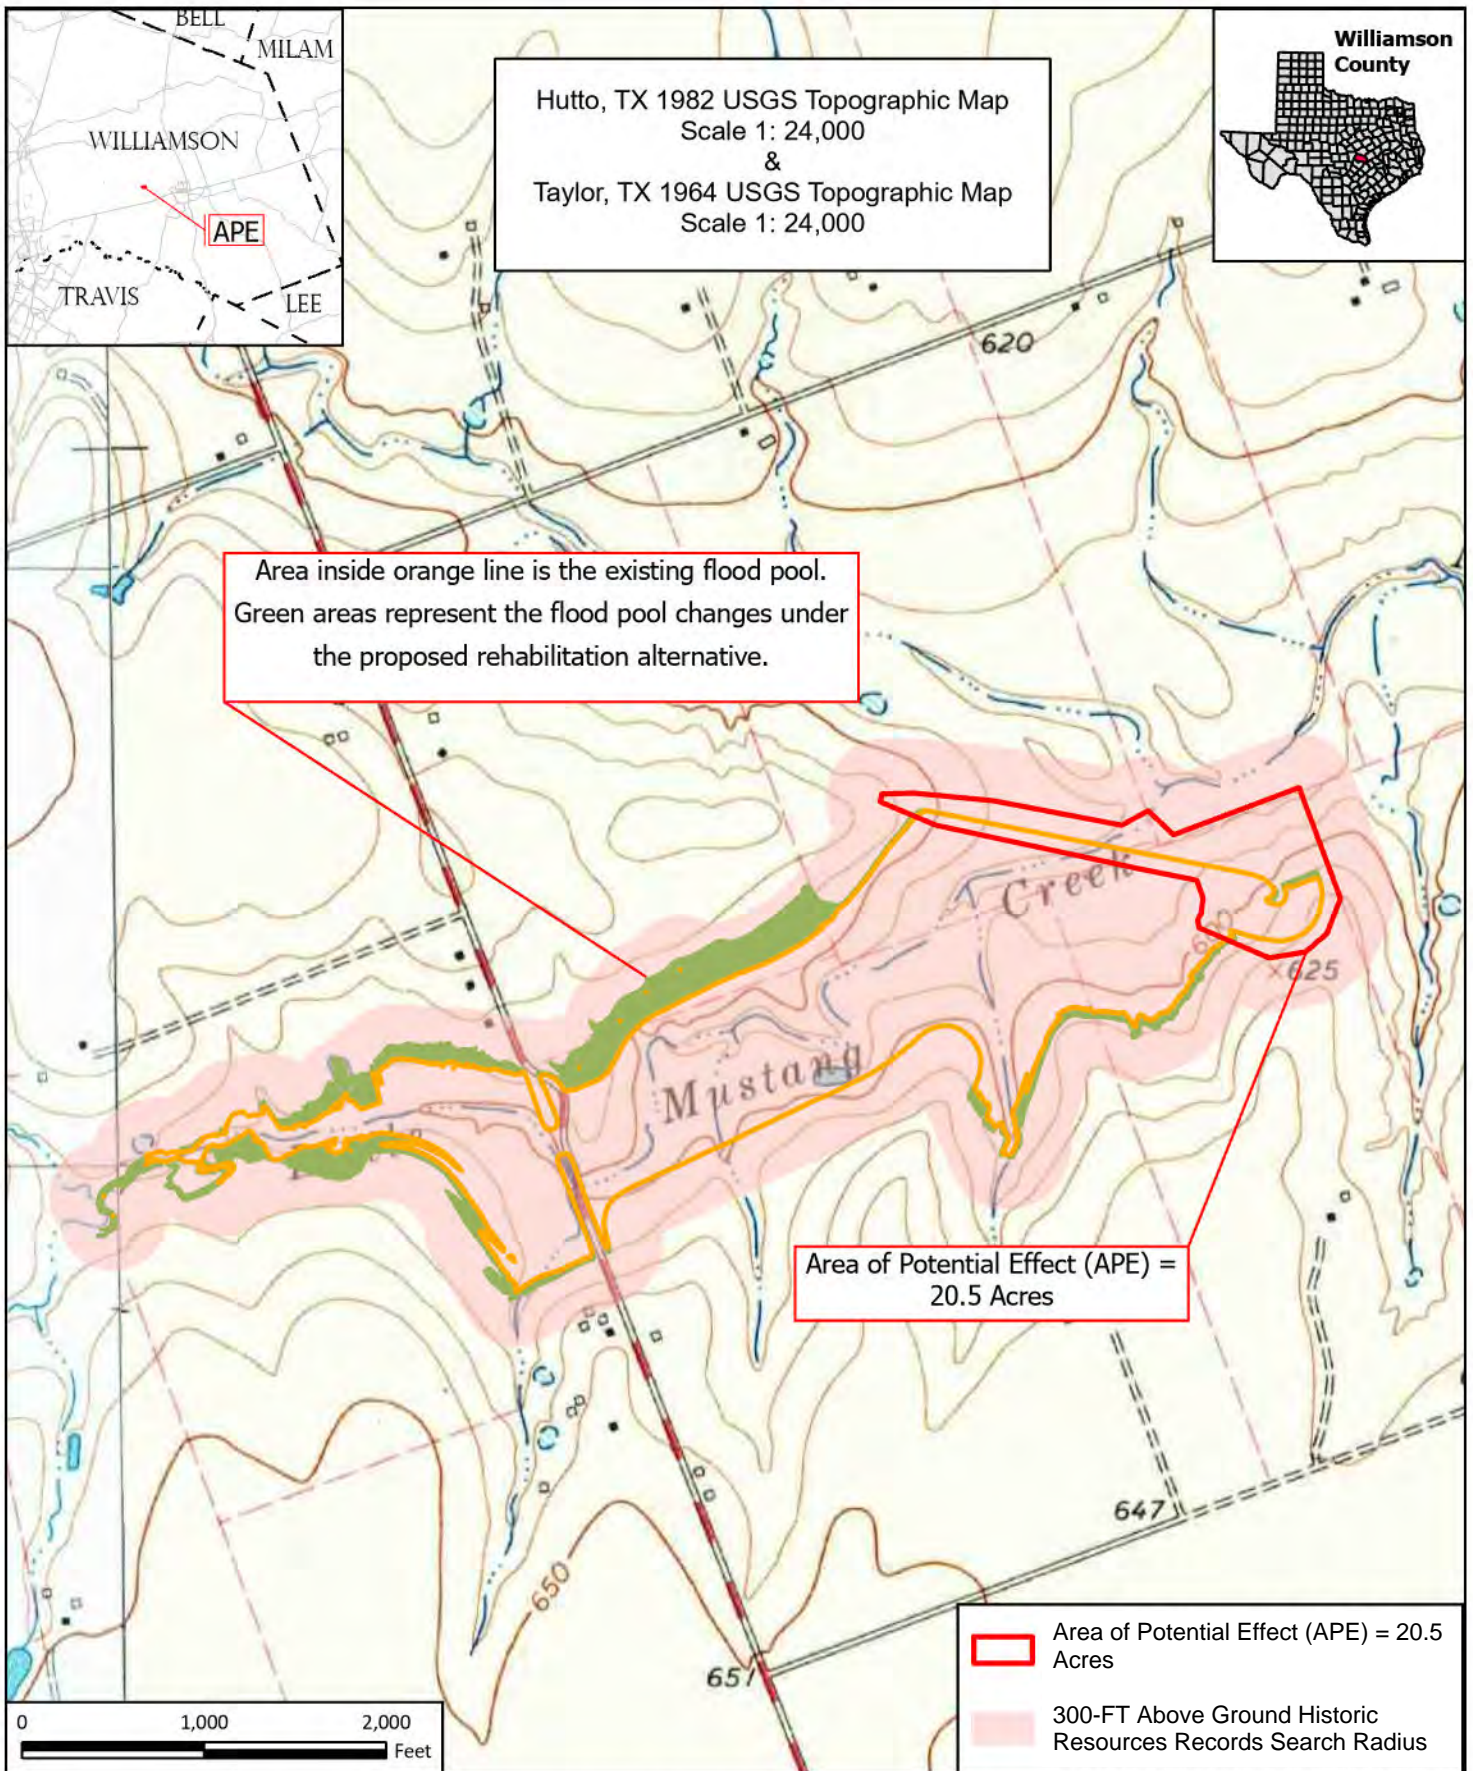 BELL
MILAM
WILLIAMSON
APE
TRAVIS
LEE
Hutto, TX 1982 USGS Topographic Map
Scale 1: 24,000
&
Taylor, TX 1964 USGS Topographic Map
Scale 1: 24,000
Williamson
County
620
Area inside orange line is the existing flood pool.
Green areas represent the flood pool changes under
the proposed rehabilitation alternative.
Creek
600
625
Mustang
Area of Potential Effect (APE) =
20.5 Acres
647
650
651
Area of Potential Effect (APE) = 20.5
Acres
300-FT Above Ground Historic
Resources Records Search Radius
0 1,000 2,000
Feet